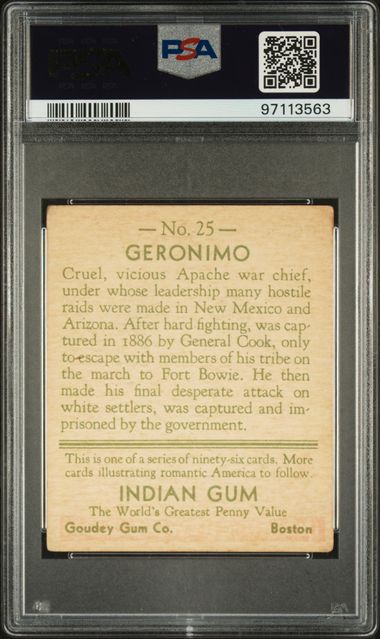 PSA
97113563
— No. 25 —
GERONIMO
Cruel, vicious Apache war chief,
under whose leadership many hostile
raids were made in New Mexico and
Arizona. After hard fighting, was cap-
tured in 1886 by General Cook, only
to escape with members of his tribe on
the march to Fort Bowie. He then
made his final desperate attack on
white settlers, was captured and im-
prisoned by the government.
This is one of a series of ninety-six cards. More
cards illustrating romantic America to follow.
INDIAN GUM
The World's Greatest Penny Value
Goudey Gum Co. Boston